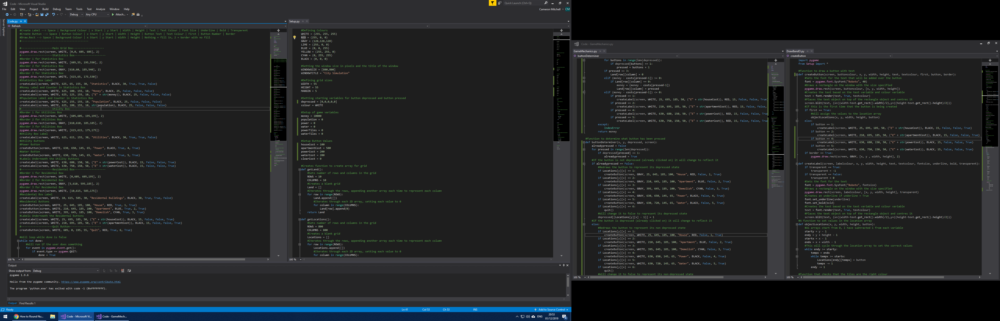 Code - Microsoft Visual Studio
Quick Launch (Ctrl+Q)
File Edit View Project Build Debug Team Tools Test Analyze Window Help
Cameron Mitchell CM
Debug Any CPU Attach...
Server Explorer
Code.py
Refresh
#Create Label --> Space | Background Colour | x Start | y Start | Width | Height | Text | Text Colour | Font Size | Underline | Bold | Transparent
#Create Button --> Space | Button Colour | x Start | y Start | Width | Height | Button Text | Text Colour | First | Button Number | Border
#Draw.Rect --> Space | Background Colour | x Start | y Start | Width | Height | Nothing = fill in, 2 = border with no fill
#-------------------------------------------
#--------------------Main Grid Box--------------------
pygame.draw.rect(screen, WHITE, [0,0, 605, 605], 2)
#--------------------Statistics Box--------------------
#Border 1 for Statistics Box
pygame.draw.rect(screen, WHITE, [605,55, 195,550], 2)
#Border 2 for Statistics Box
pygame.draw.rect(screen, GRAY, [610,60, 185,540], 2)
#Border 3 for Statistics Box
pygame.draw.rect(screen, WHITE, [615,65, 175,530])
#Statistics Box Label
createLabel(screen, WHITE, 625, 65, 155, 30, "Statistics", BLACK, 30, True, True, False)
#Money Label and Counter in Statistics Box
createLabel(screen, WHITE, 625, 100, 155, 10, "Money", BLACK, 25, False, False, False)
createLabel(screen, WHITE, 625, 125, 155, 10, ("£" + str(money)), BLACK, 25, False, False, False)
#Population Label and Counter in Statistics Box
createLabel(screen, WHITE, 625, 155, 155, 10, "Population", BLACK, 25, False, False, False)
createLabel(screen, WHITE, 625, 180, 155, 10, str(population), BLACK, 25, False, False, False)
#--------------------Utility Box--------------------
#Border 1 for Utilities Box
pygame.draw.rect(screen, WHITE, [605,605, 195,195], 2)
#Border 2 for Utilities Box
pygame.draw.rect(screen, GRAY, [610,610, 185,185], 2)
#Border 3 for Utilities Box
pygame.draw.rect(screen, WHITE, [615,615, 175,175])
#Utility Box Label
createLabel(screen, WHITE, 625, 615, 155, 30, "Utilities", BLACK, 30, True, True, False)
#Utility Buttons
#Power Button
createButton(screen, WHITE, 630, 650, 145, 65, "Power", BLACK, True, 4, True)
#Water Button
createButton(screen, WHITE, 630, 720, 145, 65, "Water", BLACK, True, 5, True)
#Labels Underneath the Utility Buttons
createLabel(screen, WHITE, 630, 680, 150, 50, ("£" + str(powerCost)), BLACK, 15, False, False, True)
createLabel(screen, WHITE, 630, 750, 150, 50, ("£" + str(waterCost)), BLACK, 15, False, False, True)
#--------------------Residental Box--------------------
#Border 1 for Residental Box
pygame.draw.rect(screen, WHITE, [0,605, 605,195], 2)
#Border 2 for Residental Box
pygame.draw.rect(screen, GRAY, [5,610, 595,185], 2)
#Border 3 for Residental Box
pygame.draw.rect(screen, WHITE, [10,615, 585,175])
#Residental Box Label
createLabel(screen, WHITE, 10, 615, 585, 30, "Residental Buildings", BLACK, 30, True, True, False)
#Residental Buttons
createButton(screen, WHITE, 25, 645, 185, 100, "House", RED, True, 1, True)
createButton(screen, WHITE, 210, 645, 185, 100, "Apartment", BLUE, True, 2, True)
createButton(screen, WHITE, 395, 645, 185, 100, "Demolish", CYAN, True, 3, True)
#Labels Underneath the Residental Buttons
createLabel(screen, WHITE, 25, 695, 185, 50, ("£" + str(houseCost)), BLACK, 15, False, False, True)
createLabel(screen, WHITE, 210, 695, 185, 50, ("£" + str(apartmentCost)), BLACK, 15, False, False, True)
#--------------------Quit Button--------------------
createButton(screen, WHITE, 605, 0, 195, 55, "Quit", RED, True, 6, True)
#Will loop while done is false
while not done:
#Will run if the user does something
for event in pygame.event.get():
if event.type == pygame.QUIT:
done = True
100 %
Setup.py
#Defining Colours
WHITE = (255, 255, 255)
RED = (255, 0, 0)
GRAY = (128,128,128)
LIME = (255, 0, 0)
BLUE = (0, 0, 255)
YELLOW = (255, 255, 0)
CYAN = (0, 255, 255)
BLACK = (0, 0, 0)
#Setting the window size in pixels and the title of the window
WINDOWSIZE = [800,800]
WINDOWTITLE = "City Simulation"
#Defining grid sizes
WIDTH = 55
HEIGHT = 55
MARGIN = 5
#Setting starting variables for button depressed and button pressed
depressed = [0,0,0,0,0]
colour = WHITE
#Setup of game variables
money = 10000
population = 0
power = 0
water = 0
powerTiles = 0
waterTiles = 0
#Setup Button Values
houseCost = 100
apartmentCost = 500
powerCost = 200
waterCost = 200
clearCost = 0
#Creates function to create array for grid
def getLand():
#Sets number of rows and columns in the grid
ROWS = 10
COLUMNS = 10
#Creates a blank grid
Land = []
#Iterates through the rows, appending another array each time to represent each column
for row in range(ROWS):
Land.append([])
#Iterates through each 2D array, setting each value to 0
for column in range(COLUMNS):
Land[row].append(0)
return Land
def getLocations():
#Sets number of rows and columns in the grid
ROWS = 800
COLUMNS = 800
#Creates a blank grid
Locations = []
#Iterates through the rows, appending another array each time to represent each column
for row in range(ROWS):
Locations.append([])
#Iterates through each 2D array, setting each value to 0
for column in range(COLUMNS):
100 %
Output
Show output from: Debug
pygame 1.9.6
Hello from the pygame community. https://www.pygame.org/contribute.html
The program 'python.exe' has exited with code -1 (0xffffffff).
Output Find Results 1
Ready Ln 41 Col 53 Ch 53 INS Add to Source Control
How to Round Nu... Code - Microsoft Vi... Code - GameMech...
ENG 20:53
01/12/2019
4
Code - GameMechanics.py
GameMechanics.py
buttonDeterminer
for buttons in range(len(depressed)):
if depressed[buttons] == 1:
pressed = buttons + 1
if pressed == 3:
Land[row][column] = 0
elif (money - costs[pressed-1]) >= 0:
if Land[row][column] == 0:
money = (money - costs[pressed-1])
Land[row][column] = pressed
elif (money - costs[pressed-1]) <= 0:
if pressed == 1:
createLabel(screen, WHITE, 25, 695, 185, 50, ("£" + str(houseCost)), RED, 15, False, False, True
if pressed == 2:
createLabel(screen, WHITE, 210, 695, 185, 50, ("£" + str(apartmentCost)), RED, 15, False, False,
if pressed == 4:
createLabel(screen, WHITE, 630, 680, 150, 50, ("£" + str(powerCost)), RED, 15, False, False, Tru
if pressed == 5:
createLabel(screen, WHITE, 630, 750, 150, 50, ("£" + str(waterCost)), RED, 15, False, False, Tru
except:
IndexError
return money
#function to determine what button has been pressed
def buttonDeterminer(x, y, depressed, screen):
alreadypressed = False
for pressed in range(len(depressed)):
if depressed[pressed] == 1:
alreadypressed = True
#If the button is not depressed (already clicked on) it will change to reflect it
if alreadypressed == False:
#Redraws the button to represent its depressed state
if Locations[y][x] == 1:
createButton(screen, GRAY, 25, 645, 185, 100, "House", RED, False, 1, True)
if Locations[y][x] == 2:
createButton(screen, GRAY, 210, 645, 185, 100, "Apartment", BLUE, False, 2, True)
if Locations[y][x] == 3:
createButton(screen, GRAY, 395, 645, 185, 100, "Demolish", CYAN, False, 3, True)
if Locations[y][x] == 4:
createButton(screen, GRAY, 630, 650, 145, 65, "Power", BLACK, False, 4, True)
if Locations[y][x] == 5:
createButton(screen, GRAY, 630, 720, 145, 65, "Water", BLACK, False, 5, True)
if Locations[y][x] == 6:
quit()
#Will change it to false to represent its depressed state
depressed[(Locations[y][x] - 1)] = 1
#If the button is depressed (already clicked on) it will change to reflect it
else:
#Redraws the button to represent its non depressed state
if Locations[y][x] == 1:
createButton(screen, WHITE, 25, 645, 185, 100, "House", RED, False, 1, True)
if Locations[y][x] == 2:
createButton(screen, WHITE, 210, 645, 185, 100, "Apartment", BLUE, False, 2, True)
if Locations[y][x] == 3:
createButton(screen, WHITE, 395, 645, 185, 100, "Demolish", CYAN, False, 3, True)
if Locations[y][x] == 4:
createButton(screen, WHITE, 630, 650, 145, 65, "Power", BLACK, False, 4, True)
if Locations[y][x] == 5:
createButton(screen, WHITE, 630, 720, 145, 65, "Water", BLACK, False, 5, True)
if Locations[y][x] == 6:
quit()
#Will change it to false to represent its non-depressed state
100 %
DrawBandO.py
createButton
import pygame
from Setup import *
#function to draw a button with text
def createButton(screen, buttoncolour, x, y, width, height, text, textcolour, first, button, border):
#Sets the font for the text that will be added over the button
font = pygame.font.SysFont("Roboto", 40)
#Draws a rectangle on the window with the size specified
pygame.draw.rect(screen, buttoncolour, [x, y, width, height])
#Creates the text based on the text variable and colour variable
text = font.render(text, True, textcolour)
#Places the text object on top of the rectangle object and centres it
screen.blit(text, (x+((width-text.get_rect().width)/2),y+((height-text.get_rect().height)/2)))
#If this is the first time that the button is being created
if first == True:
#Will assign the values to the location array
objectLocations(x, y, width, height, button)
else:
if button == 1:
createLabel(screen, WHITE, 25, 695, 185, 50, ("£" + str(houseCost)), BLACK, 15, False, False, True)
if button == 2:
createLabel(screen, WHITE, 210, 695, 185, 50, ("£" + str(apartmentCost)), BLACK, 15, False, False, True)
if button == 4:
createLabel(screen, WHITE, 630, 680, 150, 50, ("£" + str(powerCost)), BLACK, 15, False, False, True)
if button == 5:
createLabel(screen, WHITE, 630, 750, 150, 50, ("£" + str(waterCost)), BLACK, 15, False, False, True)
if border == True:
pygame.draw.rect(screen, GRAY, [x, y , width, height], 2)
def createLabel(screen, labelcolour, x, y, width, height, text, textcolour, fontsize, underline, bold, transparent):
if transparent == True:
transparent = -1
if transparent == False:
transparent = 0
#Sets the font for the text
font = pygame.font.SysFont("Roboto", fontsize)
#Draws a rectangle on the window with the size specified
pygame.draw.rect(screen, labelcolour, [x, y, width, height], transparent)
#Creates an underline if underline = True
font.set_underline(underline)
font.set_bold(bold)
#Creates the text based on the text variable and colour variable
text = font.render(text, True, textcolour)
#Places the text object on top of the rectangle object and centres it
screen.blit(text, (x+((width-text.get_rect().width)/2),y+((height-text.get_rect().height)/2)))
#A function to set values in the location array
def objectLocations(x, y, width, height, button):
#As arrays start from 0, I have subtracted 1 from each variable
starty = y - 1
endy = y + height - 1
startx = x - 1
endx = x + width - 1
#This will cycle through the location array to set the correct values
while endy >= starty:
tempx = endx
while tempx >= startx:
Locations[endy][tempx] = button
tempx -= 1
endy -= 1
#function that checks that the tiles are the right colour
100 %